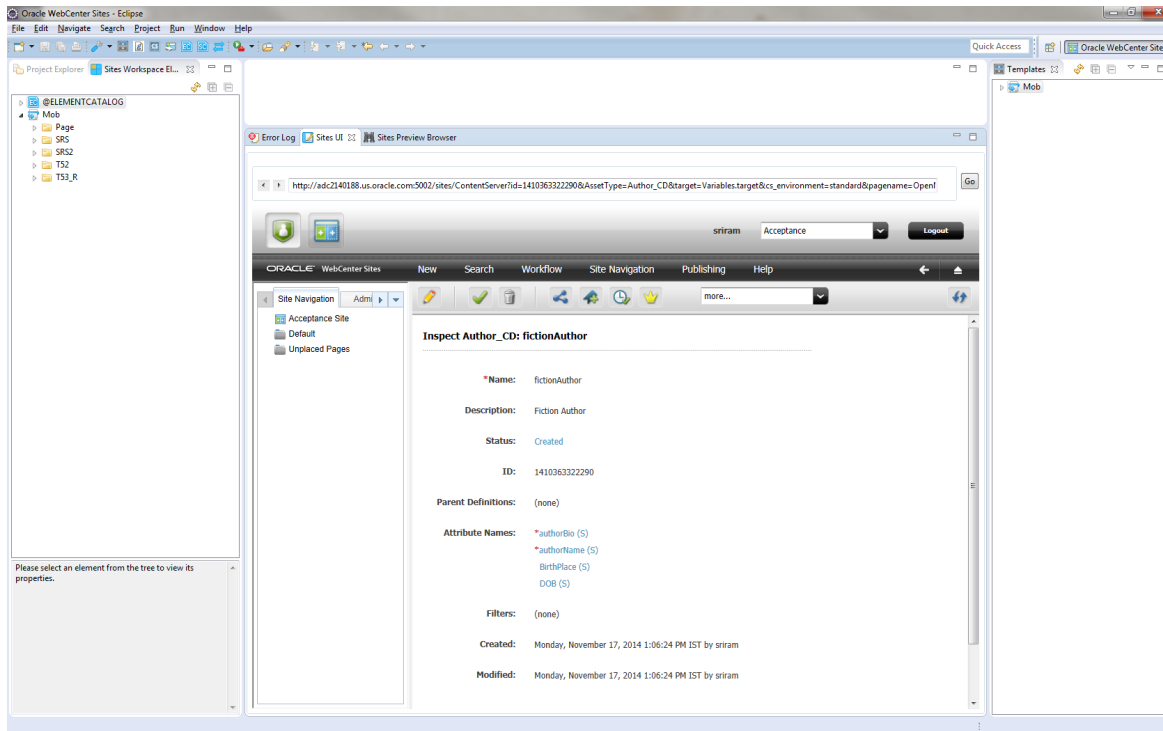 Oracle WebCenter Sites - Eclipse
File Edit Navigate Search Project Run Window Help
Quick Access
Oracle WebCenter Site
Project Explorer
Sites Workspace El...
@ELEMENTCATALOG
Mob
Page
SRS
SRS2
T52
T53_R
Please select an element from the tree to view its
properties.
Error Log Sites UI Sites Preview Browser
http://adc2140188.us.oracle.com:5002/sites/ContentServer?id=1410363322290&AssetType=Author_CD&target=Variables.target&cs_environment=standard&pagename=OpenM
Go
sriram Acceptance Logout
ORACLE WebCenter Sites New Search Workflow Site Navigation Publishing Help
Site Navigation Admi
more...
Acceptance Site
Default
Unplaced Pages
Inspect Author_CD: fictionAuthor
*Name: fictionAuthor
Description: Fiction Author
Status: Created
ID: 1410363322290
Parent Definitions: (none)
Attribute Names: *authorBio (S)
*authorName (S)
BirthPlace (S)
DOB (S)
Filters: (none)
Created: Monday, November 17, 2014 1:06:24 PM IST by sriram
Modified: Monday, November 17, 2014 1:06:24 PM IST by sriram
Templates
Mob